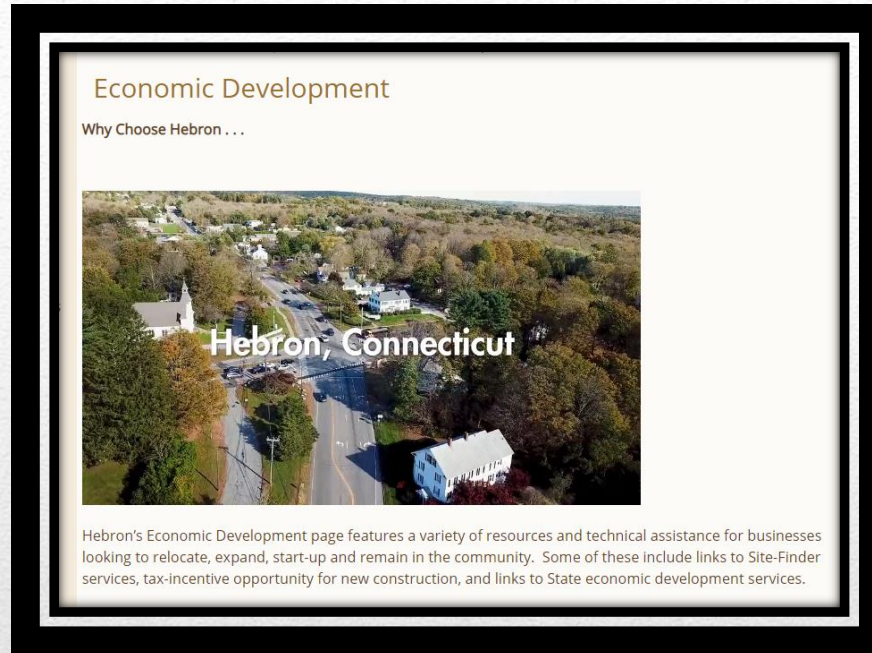 Economic Development
Why Choose Hebron . . .
Hebron, Connecticut
Hebron’s Economic Development page features a variety of resources and technical assistance for businesses
looking to relocate, expand, start-up and remain in the community.  Some of these include links to Site-Finder
services, tax-incentive opportunity for new construction, and links to State economic development services.